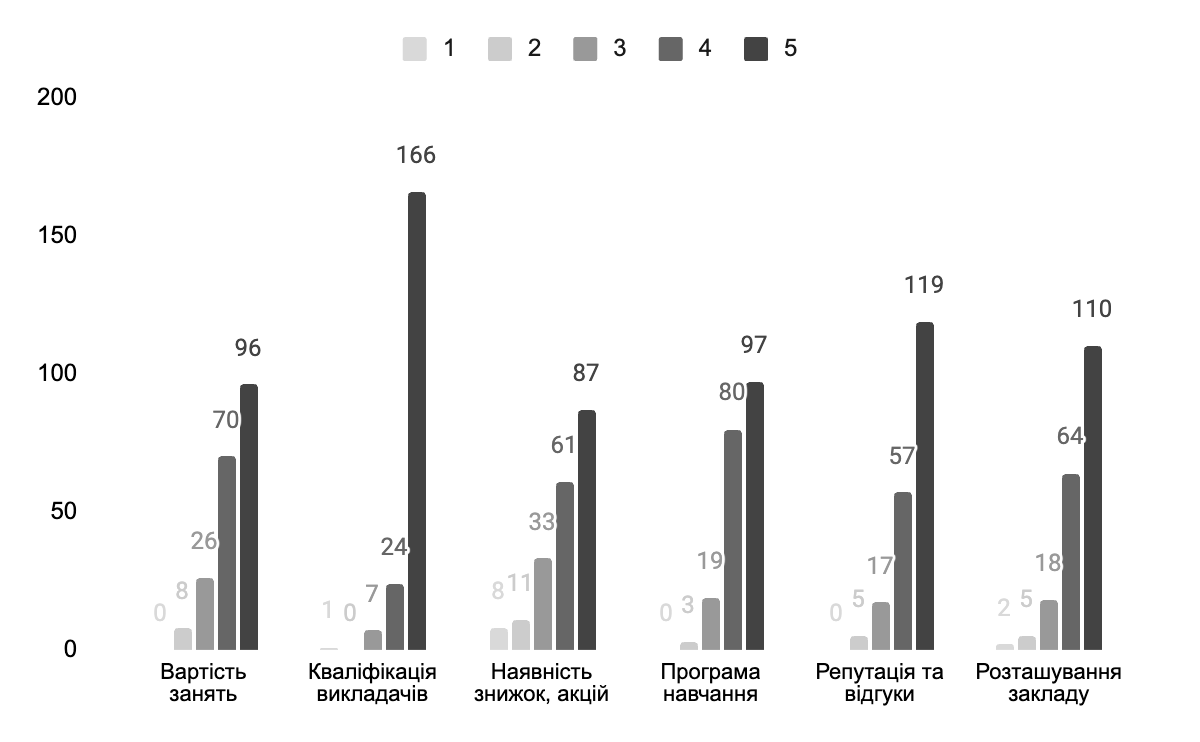 1 2 3 4 5
200
150
100
50
0
0 8 26 70 96
1 0 7 24 166
8 11 33 61 87
0 3 19 80 97
0 5 17 57 119
2 5 18 64 110
Вартість
занять
Кваліфікація
викладачів
Наявність
знижок, акцій
Програма
навчання
Репутація та
відгуки
Розташування
закладу